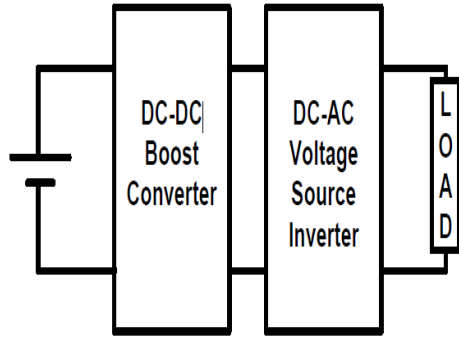 DC-DC
Boost
Converter
DC-AC
Voltage
Source
Inverter
L
O
A
D